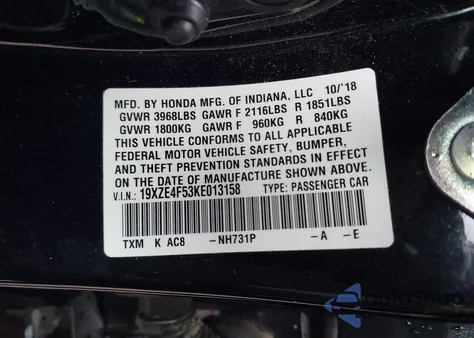 MFD. BY HONDA MFG. OF INDIANA, LLC 10/'18
GVWR 3968LBS GAWR F 2116LBS R 1851LBS
GVWR 1800KG GAWR F 960KG R 840KG
THIS VEHICLE CONFORMS TO ALL APPLICABLE
FEDERAL MOTOR VEHICLE SAFETY, BUMPER,
AND THEFT PREVENTION STANDARDS IN EFFECT
ON THE DATE OF MANUFACTURE SHOWN ABOVE.
V.I.N.: 19XZE4F53KE013158 TYPE: PASSENGER CAR
TXM K AC8 -NH731P -A -E